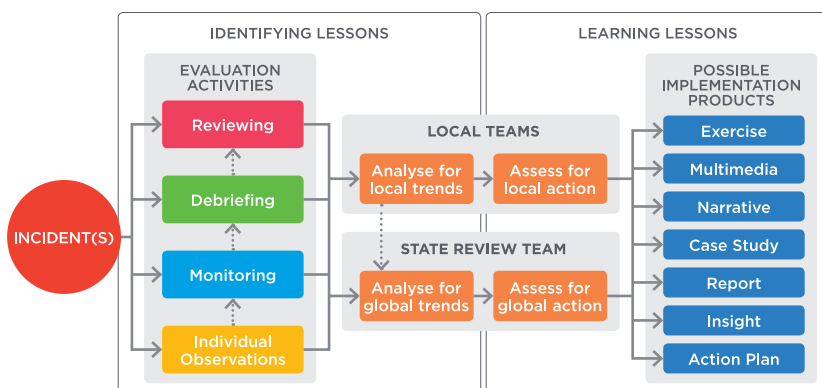 IDENTIFYING LESSONS
LEARNING LESSONS
EVALUATION
ACTIVITIES
POSSIBLE
IMPLEMENTATION
PRODUCTS
INCIDENT(S)
Reviewing
Debriefing
Monitoring
Individual
Observations
LOCAL TEAMS
Analyse for
local trends
Assess for
local action
STATE REVIEW TEAM
Analyse for
global trends
Assess for
global action
Exercise
Multimedia
Narrative
Case Study
Report
Insight
Action Plan